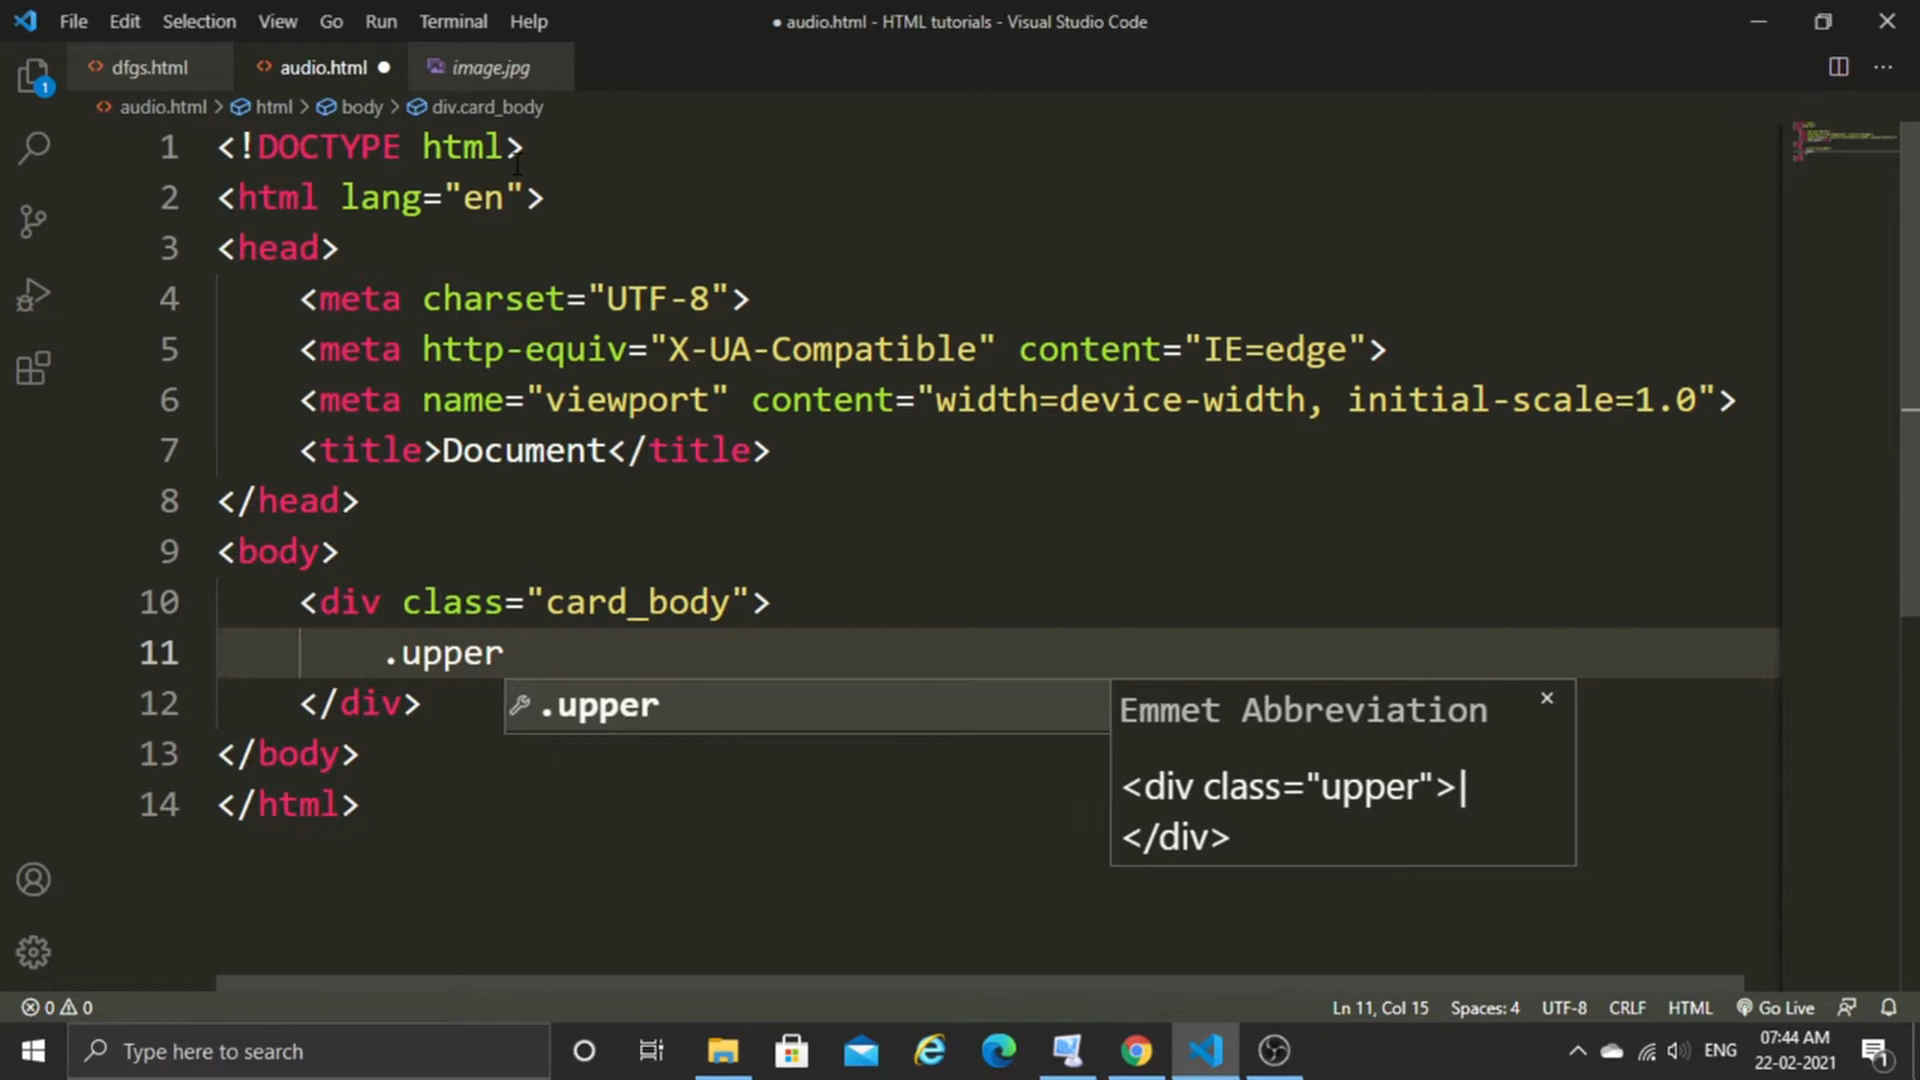 File Edit Selection View Go Run Terminal Help
● audio.html - HTML tutorials - Visual Studio Code
dfgs.html audio.html image.jpg
audio.html > html > body > div.card_body
1
1 <!DOCTYPE html>
2 <html lang="en">
3 <head>
4 <meta charset="UTF-8">
5 <meta http-equiv="X-UA-Compatible" content="IE=edge">
6 <meta name="viewport" content="width=device-width, initial-scale=1.0">
7 <title>Document</title>
8 </head>
9 <body>
10 <div class="card_body">
11 .upper
12 </div>
.upper
Emmet Abbreviation
<div class="upper">|
</div>
13 </body>
14 </html>
0 0
Ln 11, Col 15 Spaces: 4 UTF-8 CRLF HTML Go Live
Type here to search
ENG
07:44 AM
22-02-2021
1